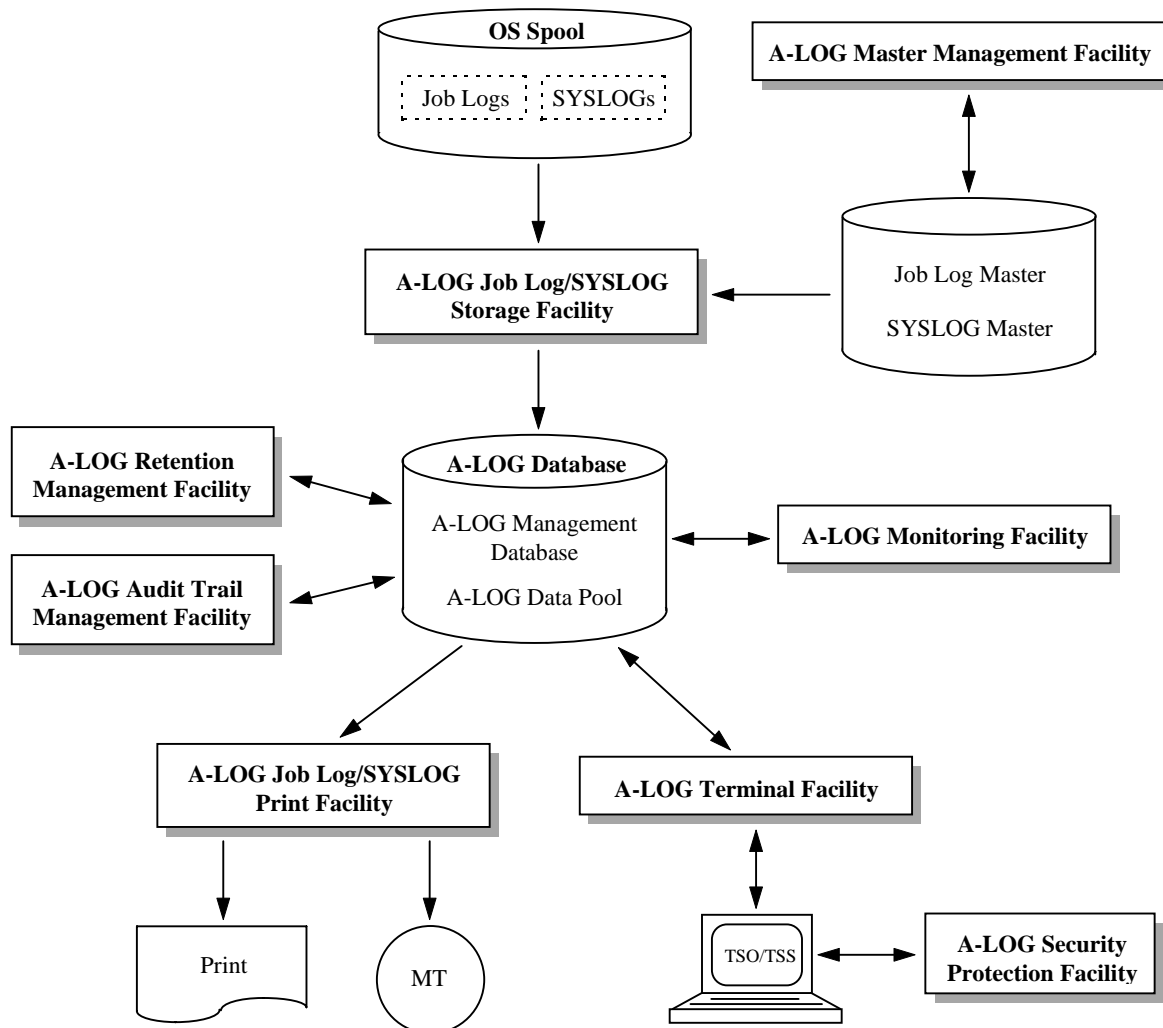 OS Spool
Job Logs
SYSLOGs
A-LOG Master Management Facility
A-LOG Job Log/SYSLOG
Storage Facility
Job Log Master
SYSLOG Master
A-LOG Retention
Management Facility
A-LOG Database
A-LOG Management
Database
A-LOG Data Pool
A-LOG Monitoring Facility
A-LOG Audit Trail
Management Facility
A-LOG Job Log/SYSLOG
Print Facility
A-LOG Terminal Facility
Print
MT
TSO/TSS
A-LOG Security
Protection Facility